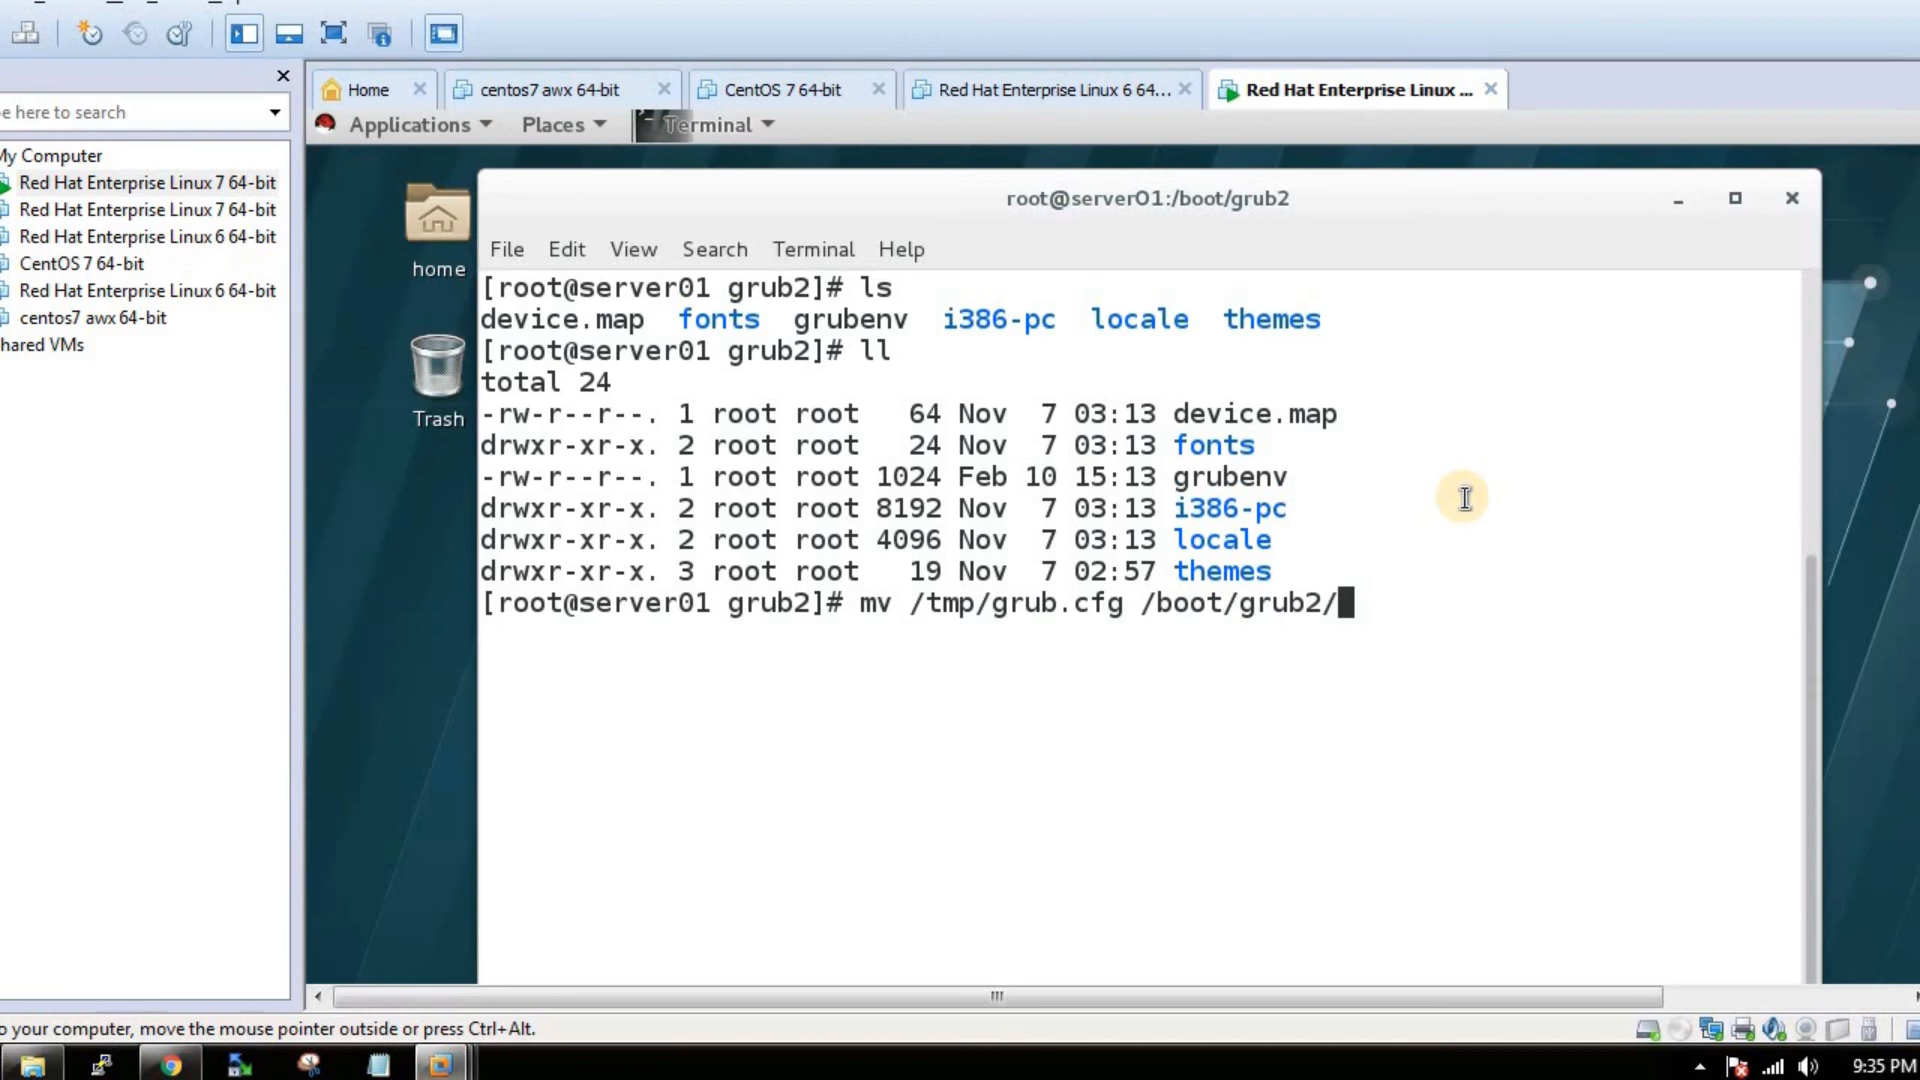 Home
centos7 awx 64-bit
CentOS 7 64-bit
Red Hat Enterprise Linux 6 64...
Red Hat Enterprise Linux ...
e here to search
Applications
Places
Terminal
My Computer
Red Hat Enterprise Linux 7 64-bit
Red Hat Enterprise Linux 7 64-bit
Red Hat Enterprise Linux 6 64-bit
CentOS 7 64-bit
Red Hat Enterprise Linux 6 64-bit
centos7 awx 64-bit
hared VMs
home
Trash
root@server01:/boot/grub2
File Edit View Search Terminal Help
[root@server01 grub2]# ls
device.map fonts grubenv i386-pc locale themes
[root@server01 grub2]# ll
total 24
-rw-r--r--. 1 root root 64 Nov 7 03:13 device.map
drwxr-xr-x. 2 root root 24 Nov 7 03:13 fonts
-rw-r--r--. 1 root root 1024 Feb 10 15:13 grubenv
drwxr-xr-x. 2 root root 8192 Nov 7 03:13 i386-pc
drwxr-xr-x. 2 root root 4096 Nov 7 03:13 locale
drwxr-xr-x. 3 root root 19 Nov 7 02:57 themes
[root@server01 grub2]# mv /tmp/grub.cfg /boot/grub2/
o your computer, move the mouse pointer outside or press Ctrl+Alt.
9:35 PM